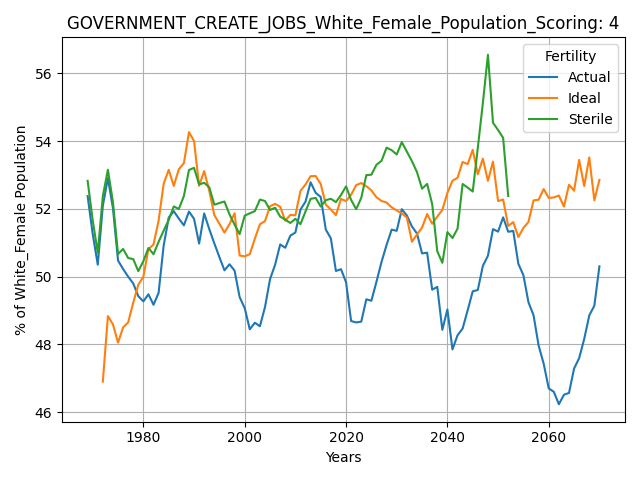 GOVERNMENT_CREATE_JOBS_White_Female_Population_Scoring: 4
% of White_Female Population
56
54
52
50
48
46
Fertility
Actual
Ideal
Sterile
1980
2000
2020
2040
2060
Years